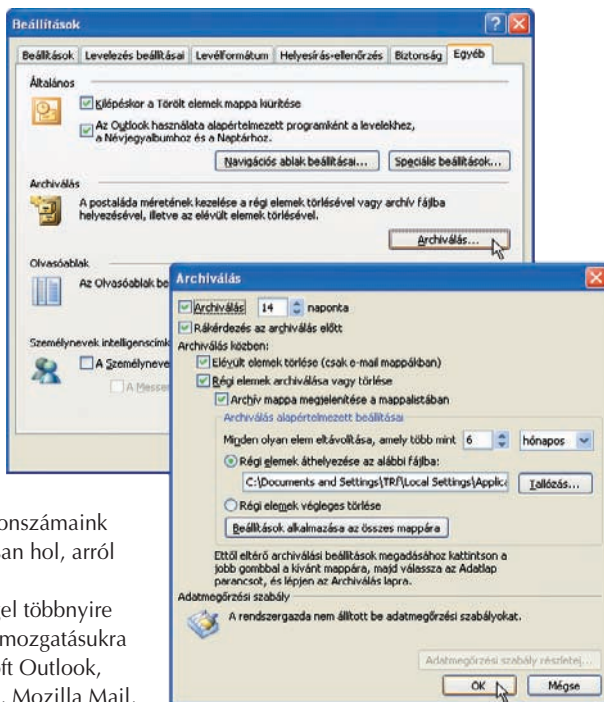 Beállítások
Beállítások Levelezés beállításai Levélformátum Helyesírás-ellenőrzés Biztonság Egyéb
Általános
Kilépéskor a Törölt elemek mappa kiürítése
Az Outlook használata alapértelmezett programként a levelekhez,
a Névjegyalbumhoz és a Naptárhoz.
Navigációs ablak beállításai... Speciális beállítások...
Archiválás
A postaláda méretének kezelése a régi elemek törlésével vagy archív fájlba
helyezésével, illetve az elévült elemek törlésével.
Archiválás...
Olvasóablak
Az Olvasóablak be
Személynevek intelligenscímk
A Személyneve
A Messen
Archiválás
Archiválás 14 naponta
Rákérdezés az archiválás előtt
Archiválás közben:
Elévült elemek törlése (csak e-mail mappákban)
Régi elemek archiválása vagy törlése
Archív mappa megjelenítése a mappalistában
Archiválás alapértelmezett beállításai
Minden olyan elem eltávolítása, amely több mint 6 hónapos
Régi elemek áthelyezése az alábbi fájlba:
C:\Documents and Settings\TRf\Local Settings\Applica Tallózás...
Régi elemek végleges törlése
Beállítások alkalmazása az összes mappára
Ettől eltérő archiválási beállítások megadásához kattintson a
jobb gombbal a kívánt mappára, majd válassza az Adatlap
parancsot, és lépjen az Archiválás lapra.
Adatmegőrzési szabály
A rendszergazda nem állított be adatmegőrzési szabályokat.
Adatmegőrzési szabály részletei...
OK Mégse
onszámaink
san hol, arról
el többnyire
mozgatásukra
ft Outlook,
, Mozilla Mail,